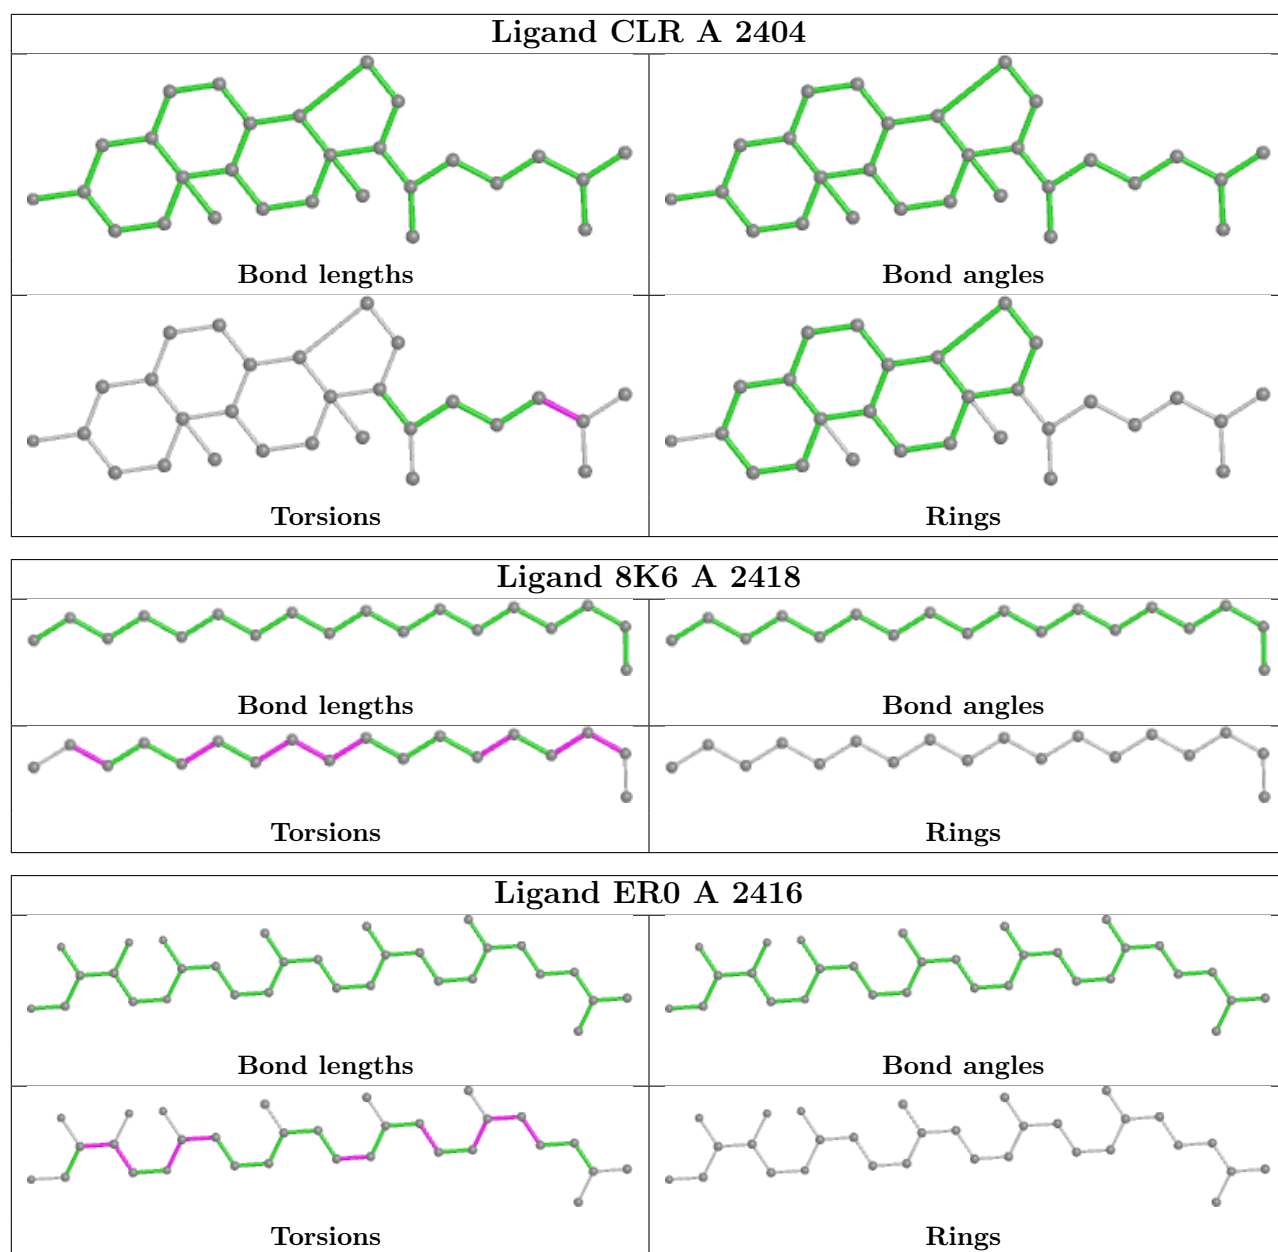 Ligand CLR A 2404
Bond lengths
Bond angles
Torsions
Rings
Ligand 8K6 A 2418
Bond lengths
Bond angles
Torsions
Rings
Ligand ER0 A 2416
Bond lengths
Bond angles
Torsions
Rings